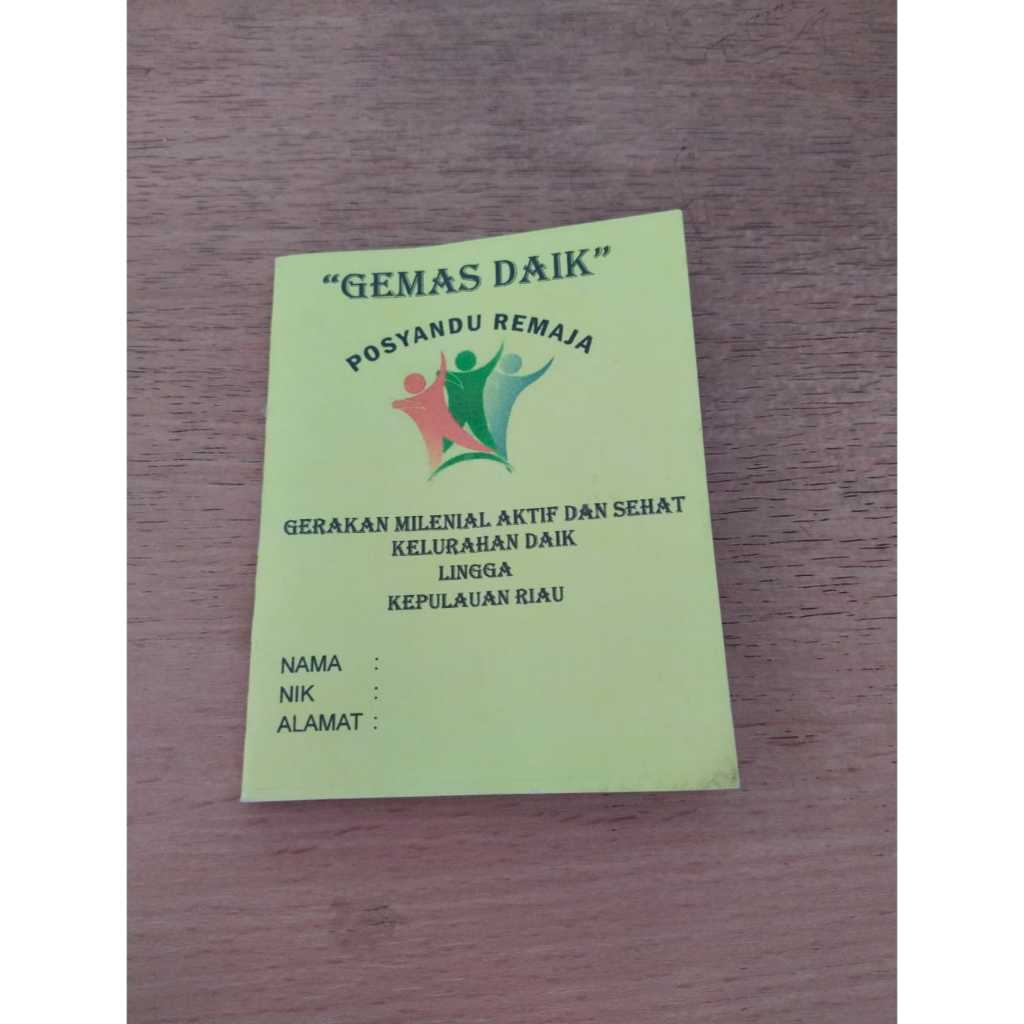 “GEMAS DAIK”
POSYANDU REMAJA
GERAKAN MILENIAL AKTIF DAN SEHAT
KELURAHAN DAIK
LINGGA
KEPULAUAN RIAU
NAMA :
NIK :
ALAMAT :